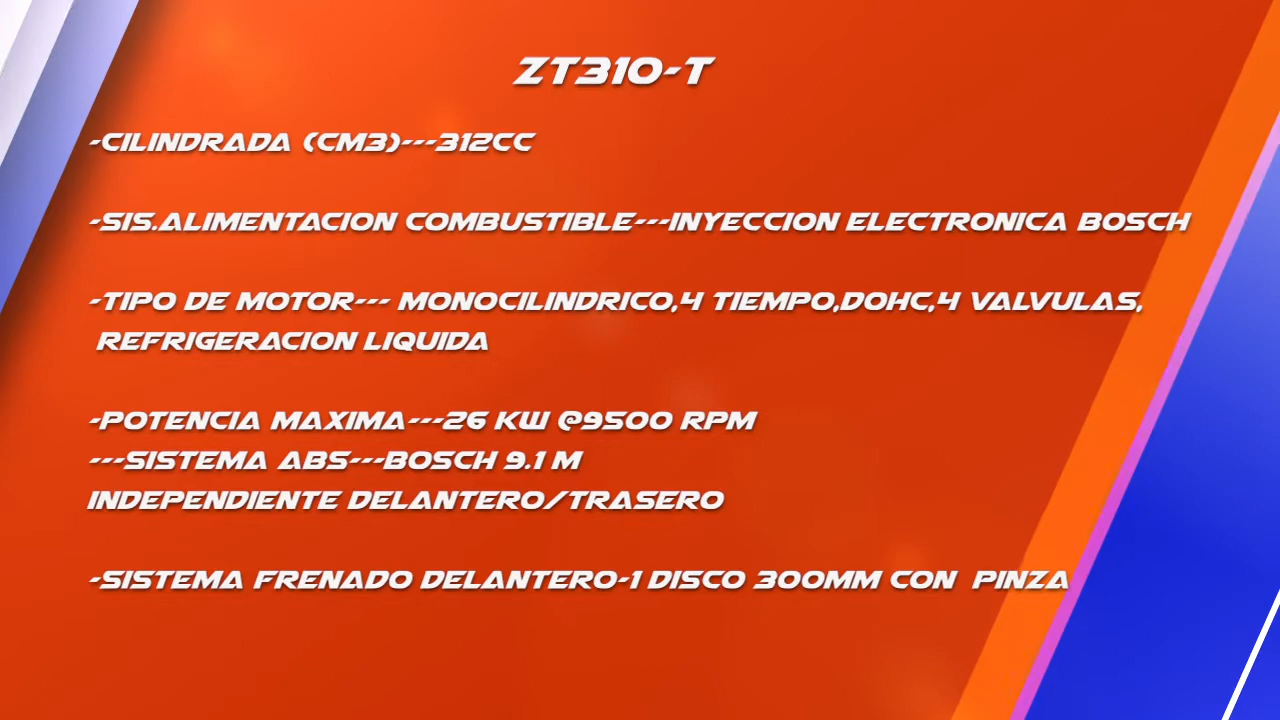 ZT310-T
-CILINDRADA (CM3)---312CC
-SIS.ALIMENTACION COMBUSTIBLE---INYECCION ELECTRONICA BOSCH
-TIPO DE MOTOR--- MONOCILINDRICO,4 TIEMPO,DOHC,4 VALVULAS,
REFRIGERACION LIQUIDA
-POTENCIA MAXIMA---26 KW @9500 RPM
---SISTEMA ABS---BOSCH 9.1 M
INDEPENDIENTE DELANTERO/TRASERO
-SISTEMA FRENADO DELANTERO-1 DISCO 300MM CON  PINZA